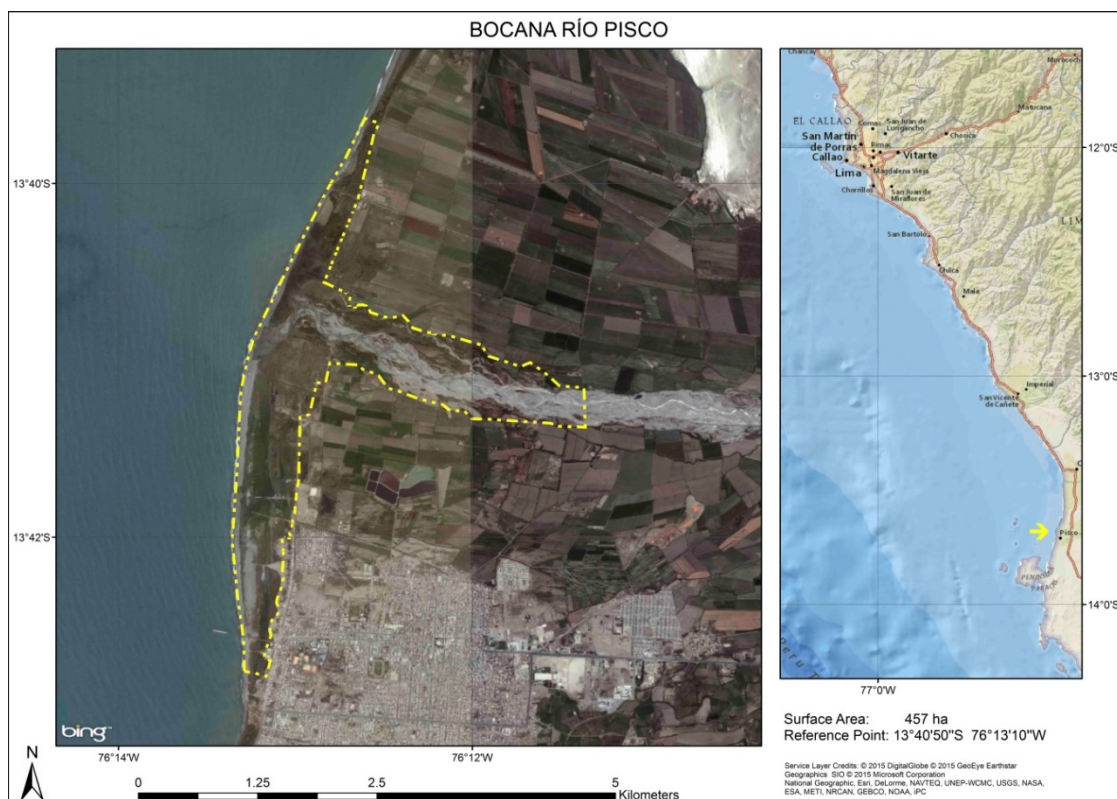 BOCANA RÍO PISCO
13°40'S
13°42'S
bing™
76°14'W
76°12'W
N
0 1.25 2.5 5
Kilometers
Chancay
EL CALLAO
Comas
San Juan de
Lurigancho
Matucana
Chosica
San Martín
de Porras
Rimac
Callao
Vitarte
Lima
Magdalena Vieja
Chorrillos
San Juan de
Miraflores
San Bartolo
Chilca
Mala
Imperial
San Vicente
de Cañete
Pisco
12°0'S
13°0'S
14°0'S
77°0'W
Surface Area: 457 ha
Reference Point: 13°40'50"S 76°13'10"W
Service Layer Credits: © 2015 DigitalGlobe © 2015 GeoEye Earthstar
Geographics SIO © 2015 Microsoft Corporation
National Geographic, Esri, DeLorme, NAVTEQ, UNEP-WCMC, USGS, NASA,
ESA, METI, NRCAN, GEBCO, NOAA, iPC